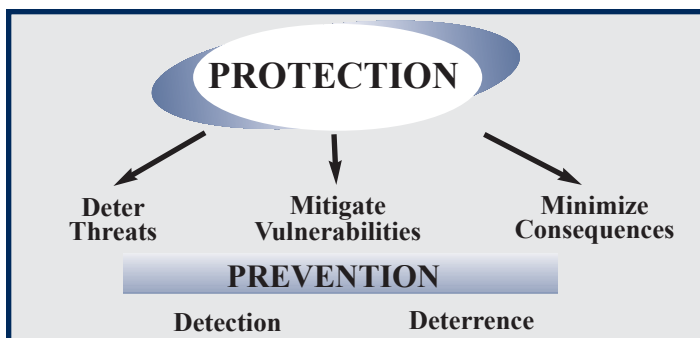 PROTECTION
Deter
Threats
Mitigate
Vulnerabilities
Minimize
Consequences
PREVENTION
Detection
Deterrence